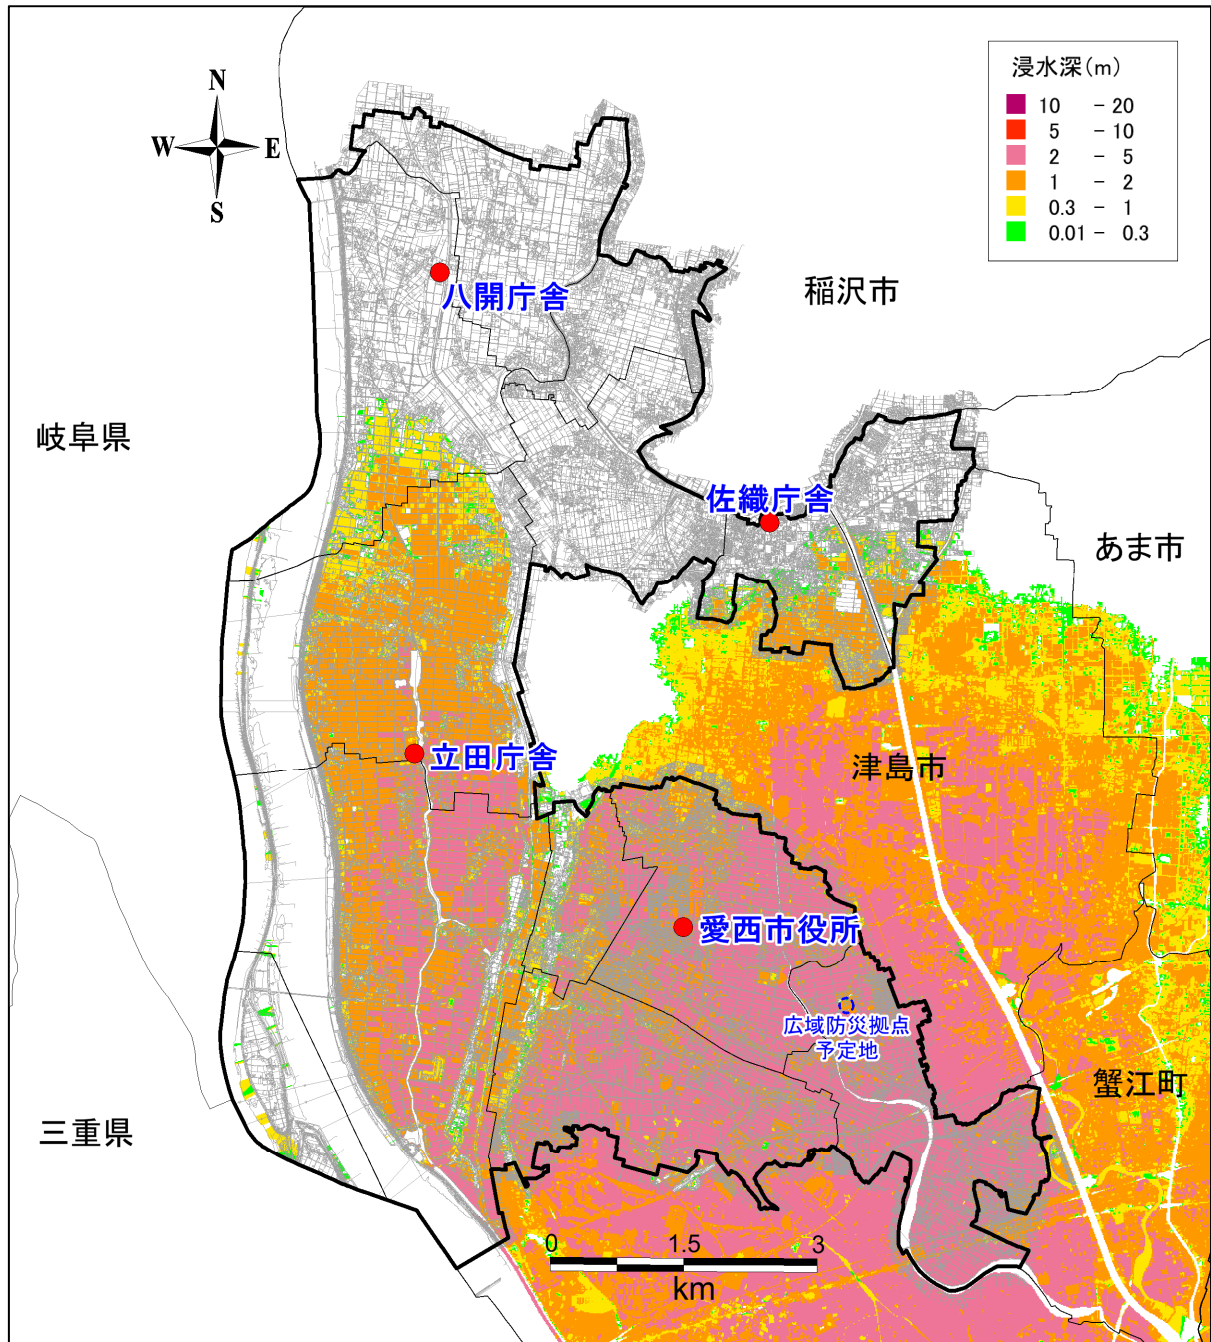 浸水深(m)
10 - 20
5 - 10
2 - 5
1 - 2
0.3 - 1
0.01 - 0.3
N
W E
S
稲沢市
八開庁舎
岐阜県
佐織庁舎
あま市
津島市
立田庁舎
愛西市役所
広域防災拠点
予定地
蟹江町
三重県
0 1.5 3
km